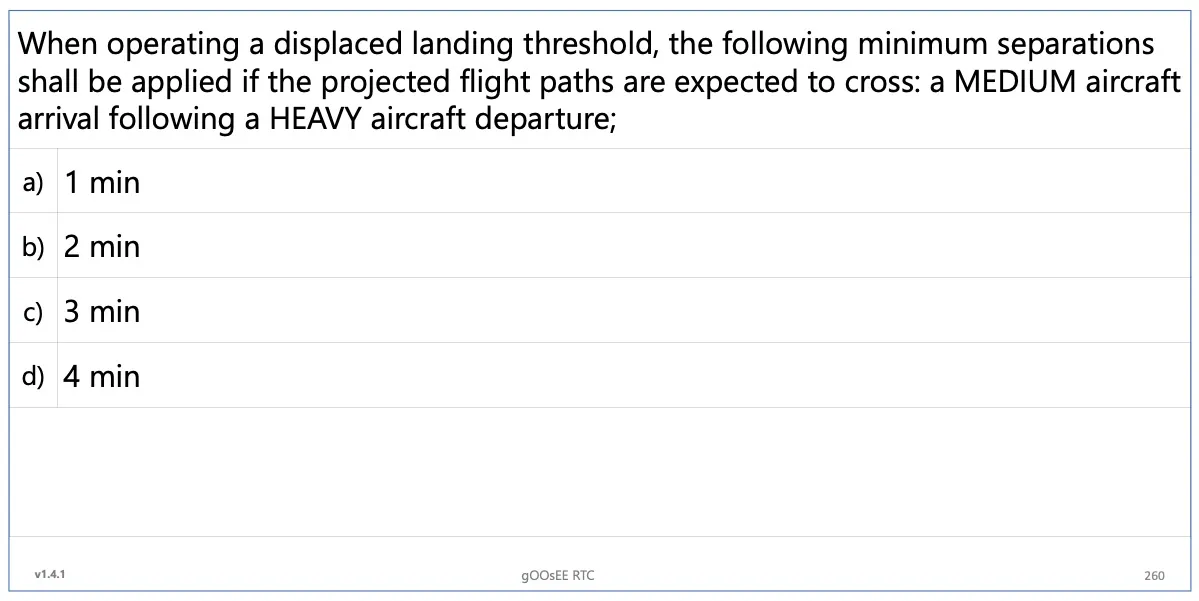 When operating a displaced landing threshold, the following minimum separations
shall be applied if the projected flight paths are expected to cross: a MEDIUM aircraft
arrival following a HEAVY aircraft departure;
a) 1 min
b) 2 min
c) 3 min
d) 4 min
v1.4.1 gOOsEE RTC 260